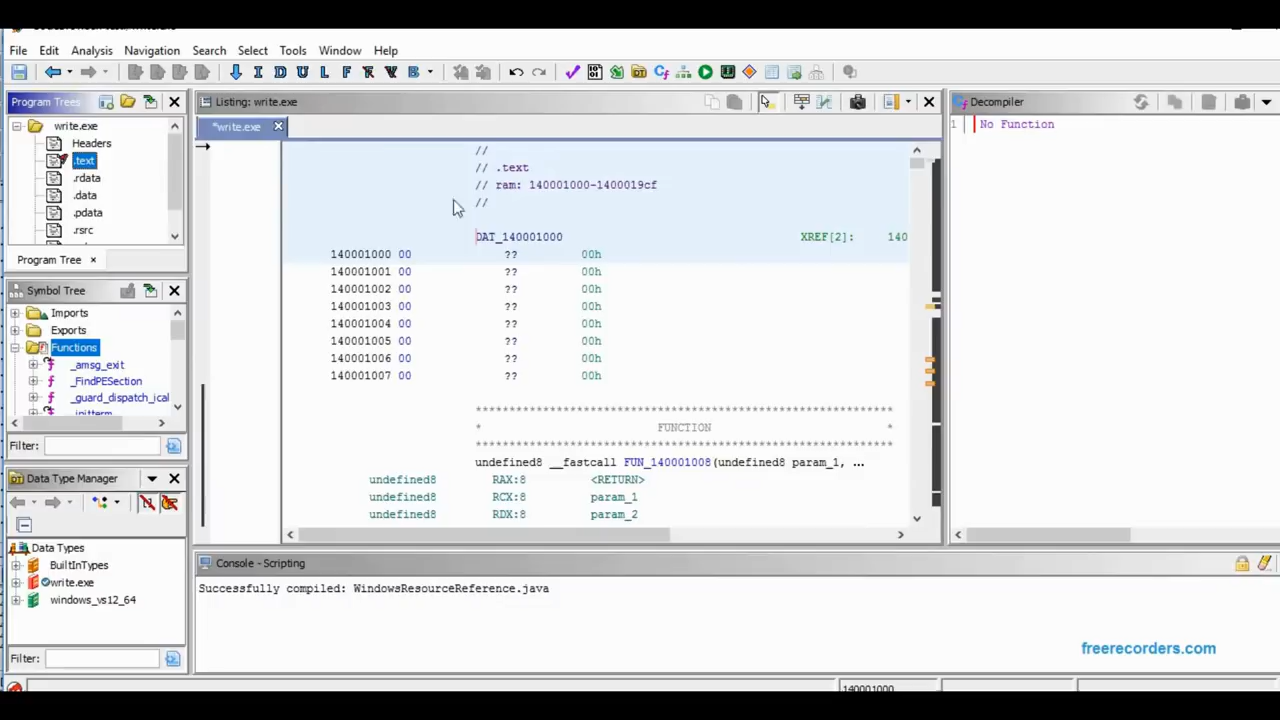 File Edit Analysis Navigation Search Select Tools Window Help
I D U L F B
Program Trees
write.exe
Headers
.text
.rdata
.data
.pdata
.rsrc
Program Tree ×
Symbol Tree
Imports
Exports
Functions
_amsg_exit
_FindPESection
_guard_dispatch_ical
_initterm
Filter:
Data Type Manager
Data Types
BuiltInTypes
write.exe
windows_vs12_64
Filter:
Listing: write.exe
*write.exe
//
// .text
// ram: 140001000-1400019cf
//
DAT_140001000 XREF[2]: 140
140001000 00 ?? 00h
140001001 00 ?? 00h
140001002 00 ?? 00h
140001003 00 ?? 00h
140001004 00 ?? 00h
140001005 00 ?? 00h
140001006 00 ?? 00h
140001007 00 ?? 00h
* FUNCTION *
undefined8 __fastcall FUN_140001008(undefined8 param_1, ...
undefined8 RAX:8 <RETURN>
undefined8 RCX:8 param_1
undefined8 RDX:8 param_2
Decompiler
1 No Function
Console - Scripting
Successfully compiled: WindowsResourceReference.java
freerecorders.com
140001000